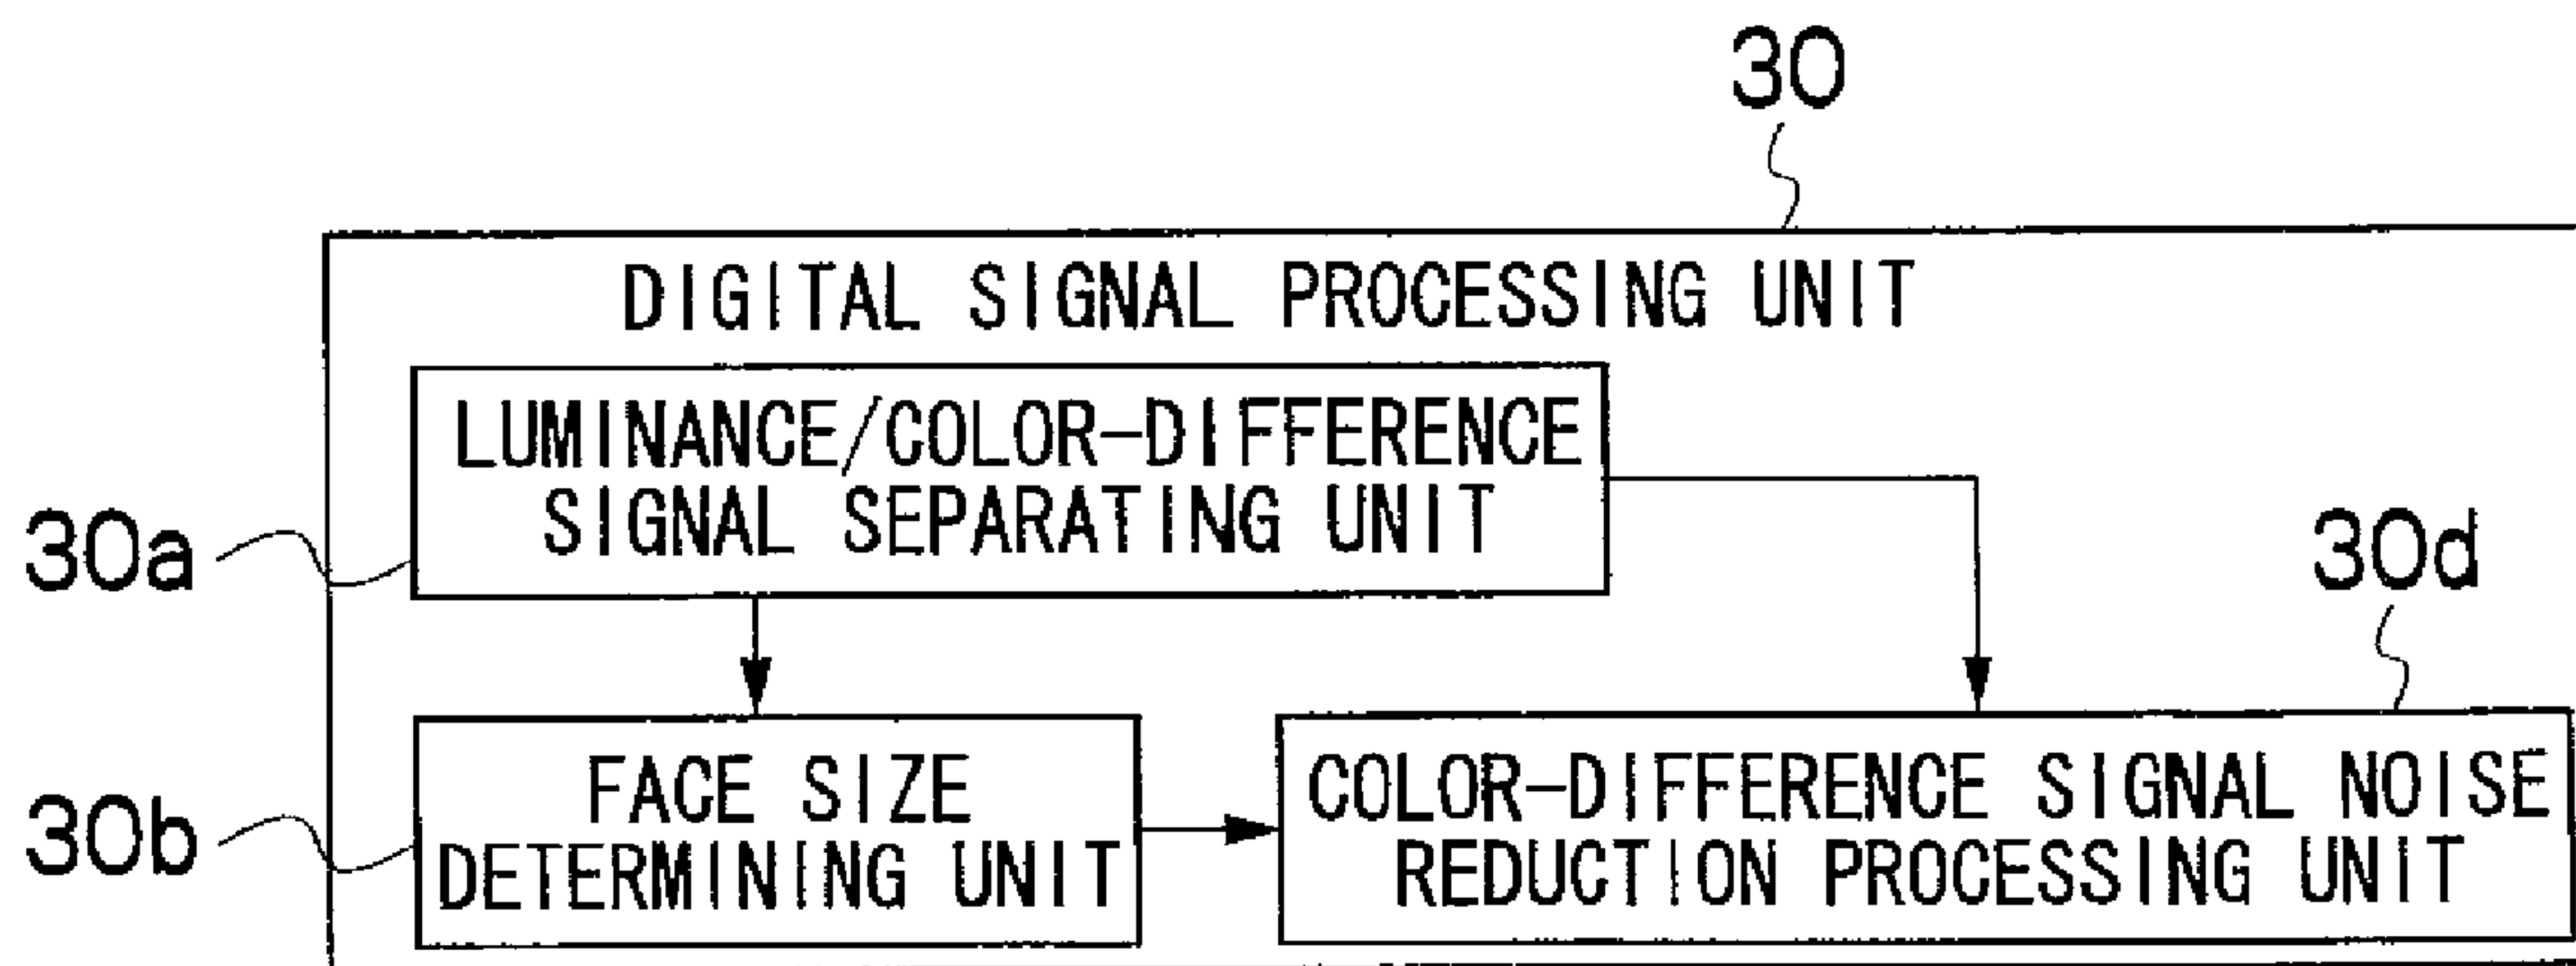 30
DIGITAL SIGNAL PROCESSING UNIT
LUMINANCE/COLOR-DIFFERENCE
SIGNAL SEPARATING UNIT
30a
30d
FACE SIZE
DETERMINING UNIT
30b
COLOR-DIFFERENCE SIGNAL NOISE
REDUCTION PROCESSING UNIT